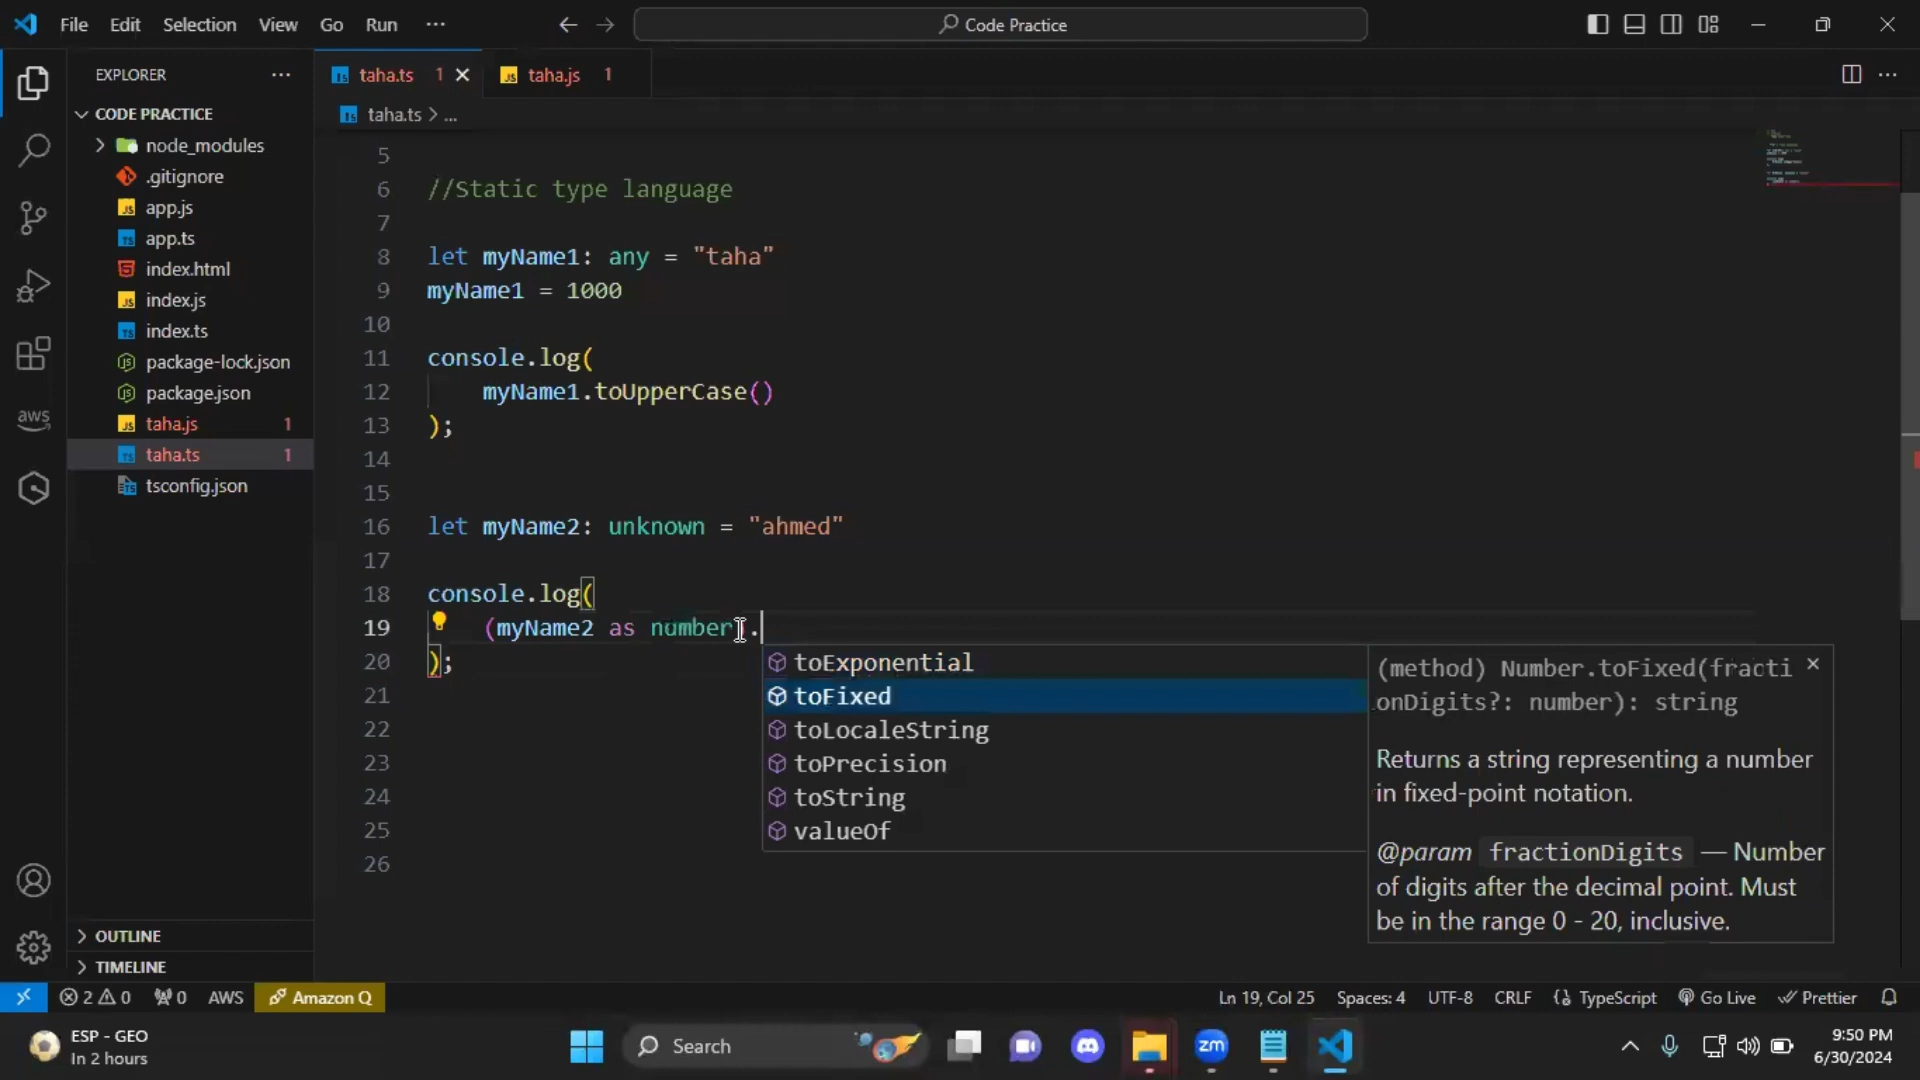 File Edit Selection View Go Run ··· ← → Code Practice
EXPLORER ···
CODE PRACTICE
node_modules
.gitignore
app.js
app.ts
index.html
index.js
index.ts
package-lock.json
package.json
taha.js 1
taha.ts 1
tsconfig.json
OUTLINE
TIMELINE
taha.ts 1 taha.js 1
taha.ts > ...
5
6 //Static type language
7
8 let myName1: any = "taha"
9 myName1 = 1000
10
11 console.log(
12 myName1.toUpperCase()
13 );
14
15
16 let myName2: unknown = "ahmed"
17
18 console.log(
19 (myName2 as number).
20 );
21
22
23
24
25
26
toExponential
toFixed
toLocaleString
toPrecision
toString
valueOf
(method) Number.toFixed(fracti
onDigits?: number): string
Returns a string representing a number
in fixed-point notation.
@param fractionDigits — Number
of digits after the decimal point. Must
be in the range 0 - 20, inclusive.
aws
2 0 0 AWS Amazon Q Ln 19, Col 25 Spaces: 4 UTF-8 CRLF {} TypeScript Go Live Prettier
ESP - GEO
In 2 hours
Search
zm
9:50 PM
6/30/2024